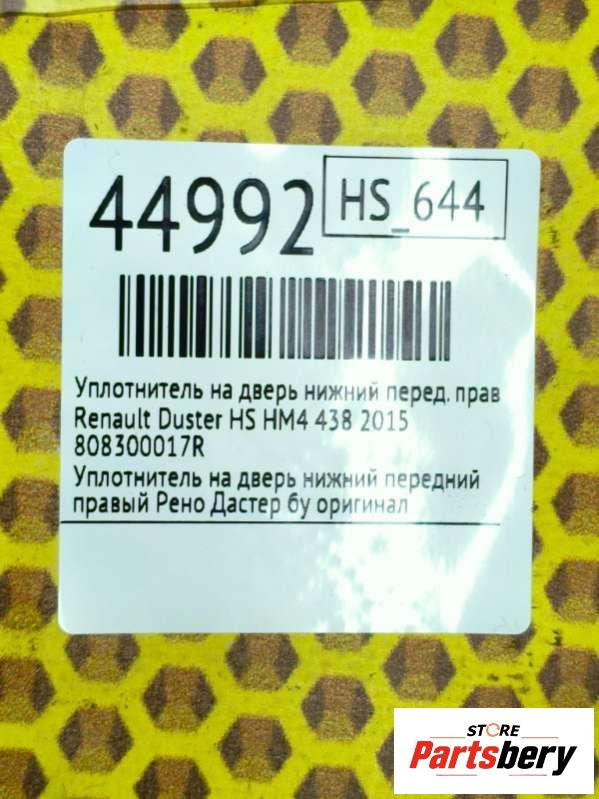 44992 HS_644
Уплотнитель на дверь нижний перед. прав
Renault Duster HS HM4 438 2015
808300017R
Уплотнитель на дверь нижний передний
правый Рено Дастер бу оригинал
STORE
Partsbery